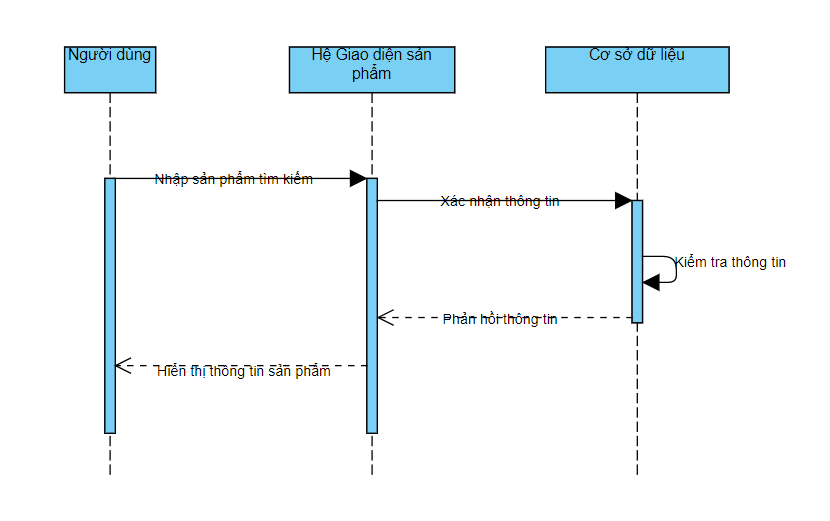 Người dùng
Hệ Giao diện sản
phẩm
Cơ sở dữ liệu
Nhập sản phẩm tìm kiếm
Xác nhận thông tin
Kiểm tra thông tin
Phản hồi thông tin
Hiển thị thông tin sản phẩm